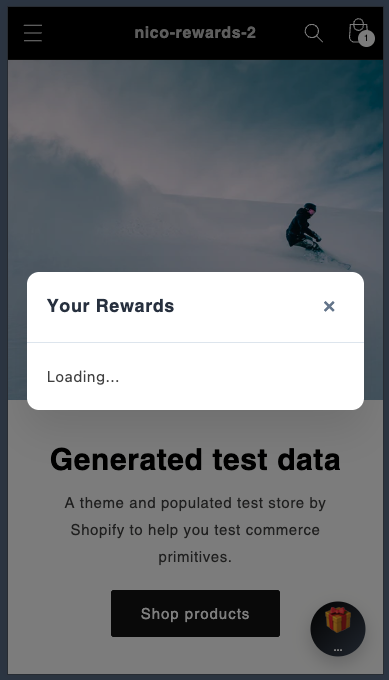 nico-rewards-2
1
Your Rewards
×
Loading...
Generated test data
A theme and populated test store by
Shopify to help you test commerce
primitives.
Shop products
...